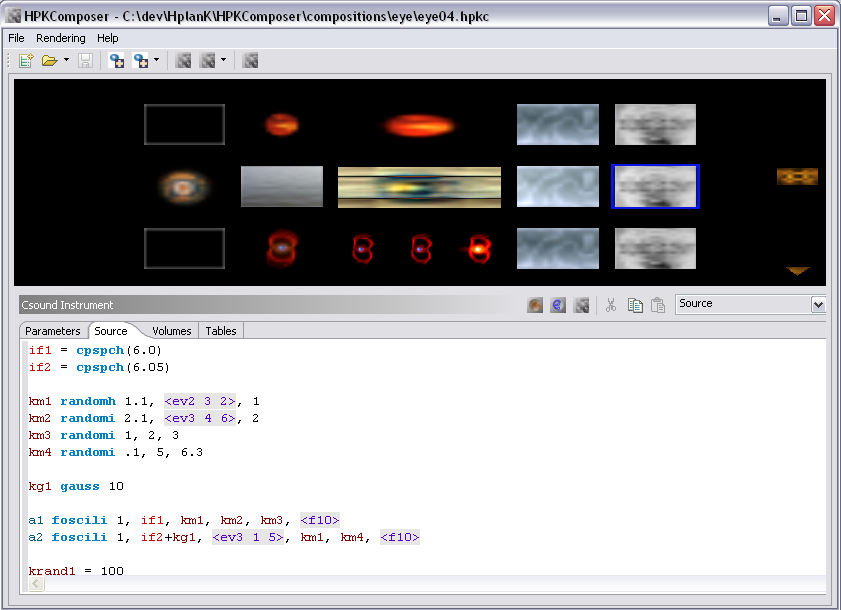 HPKComposer - C:\dev\HplanK\HPKComposer\compositions\eye\eye04.hpkc
File Rendering Help
Csound Instrument Source
Parameters Source Volumes Tables
if1 = cpspch(6.0)
if2 = cpspch(6.05)
km1 randomh 1.1, <ev2 3 2>, 1
km2 randomi 2.1, <ev3 4 6>, 2
km3 randomi 1, 2, 3
km4 randomi .1, 5, 6.3
kg1 gauss 10
a1 foscili 1, if1, km1, km2, km3, <f10>
a2 foscili 1, if2+kg1, <ev3 1 5>, km1, km4, <f10>
krand1 = 100